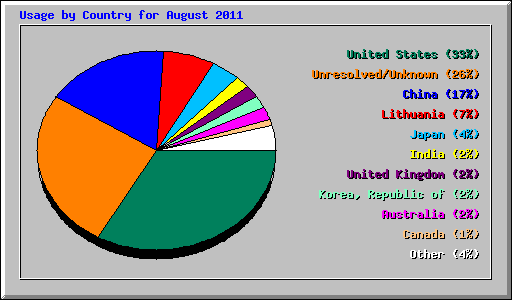 Usage by Country for August 2011
United States (33%)
Unresolved/Unknown (26%)
China (17%)
Lithuania (7%)
Japan (4%)
India (2%)
United Kingdom (2%)
Korea, Republic of (2%)
Australia (2%)
Canada (1%)
Other (4%)